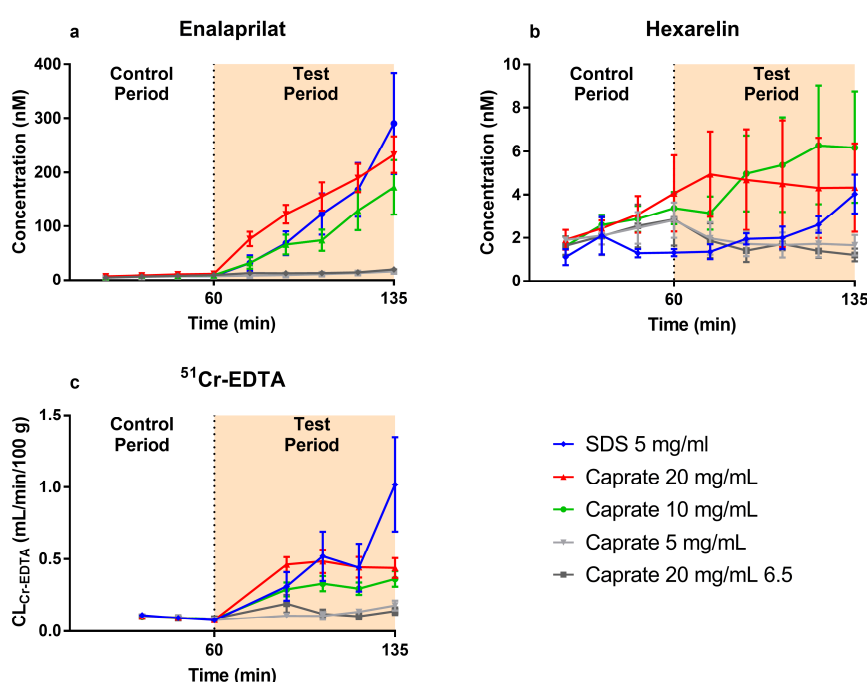 a
Enalaprilat
Control
Period
Test
Period
Concentration (nM)
400
300
200
100
0
60
135
Time (min)
b
Hexarelin
Control
Period
Test
Period
Concentration (nM)
10
8
6
4
2
0
60
135
Time (min)
c
⁵¹Cr-EDTA
Control
Period
Test
Period
CL_Cr-EDTA (mL/min/100 g)
1.5
1.0
0.5
0.0
60
135
Time (min)
SDS 5 mg/ml
Caprate 20 mg/mL
Caprate 10 mg/mL
Caprate 5 mg/mL
Caprate 20 mg/mL 6.5